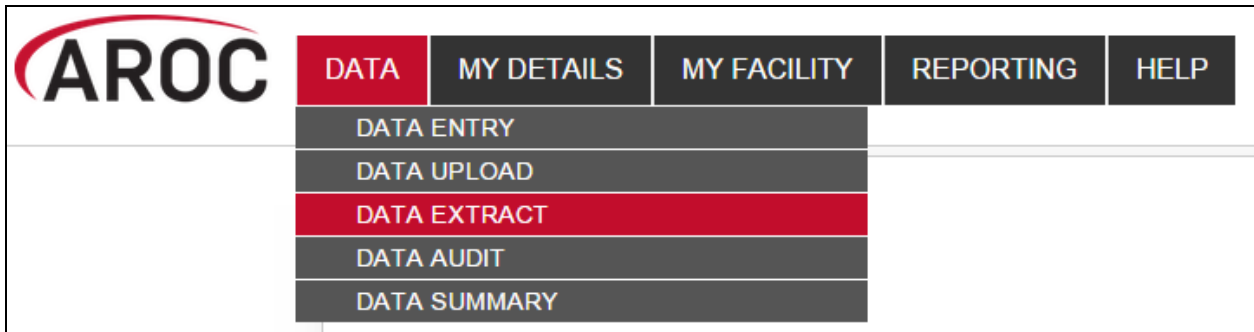 AROC DATA MY DETAILS MY FACILITY REPORTING HELP
DATA ENTRY
DATA UPLOAD
DATA EXTRACT
DATA AUDIT
DATA SUMMARY